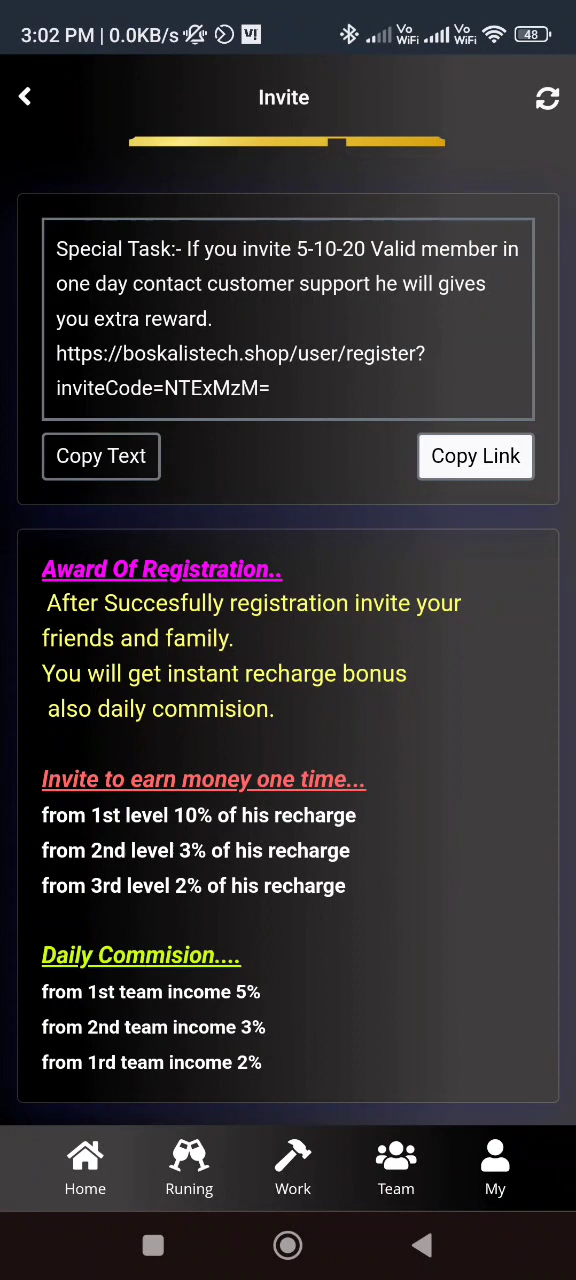 3:02 PM | 0.0KB/s
Vo WiFi Vo WiFi 48
Invite
Special Task:- If you invite 5-10-20 Valid member in
one day contact customer support he will gives
you extra reward.
https://boskalistech.shop/user/register?
inviteCode=NTExMzM=
Copy Text Copy Link
Award Of Registration..
After Succesfully registration invite your
friends and family.
You will get instant recharge bonus
also daily commision.
Invite to earn money one time...
from 1st level 10% of his recharge
from 2nd level 3% of his recharge
from 3rd level 2% of his recharge
Daily Commision....
from 1st team income 5%
from 2nd team income 3%
from 1rd team income 2%
Home Runing Work Team My